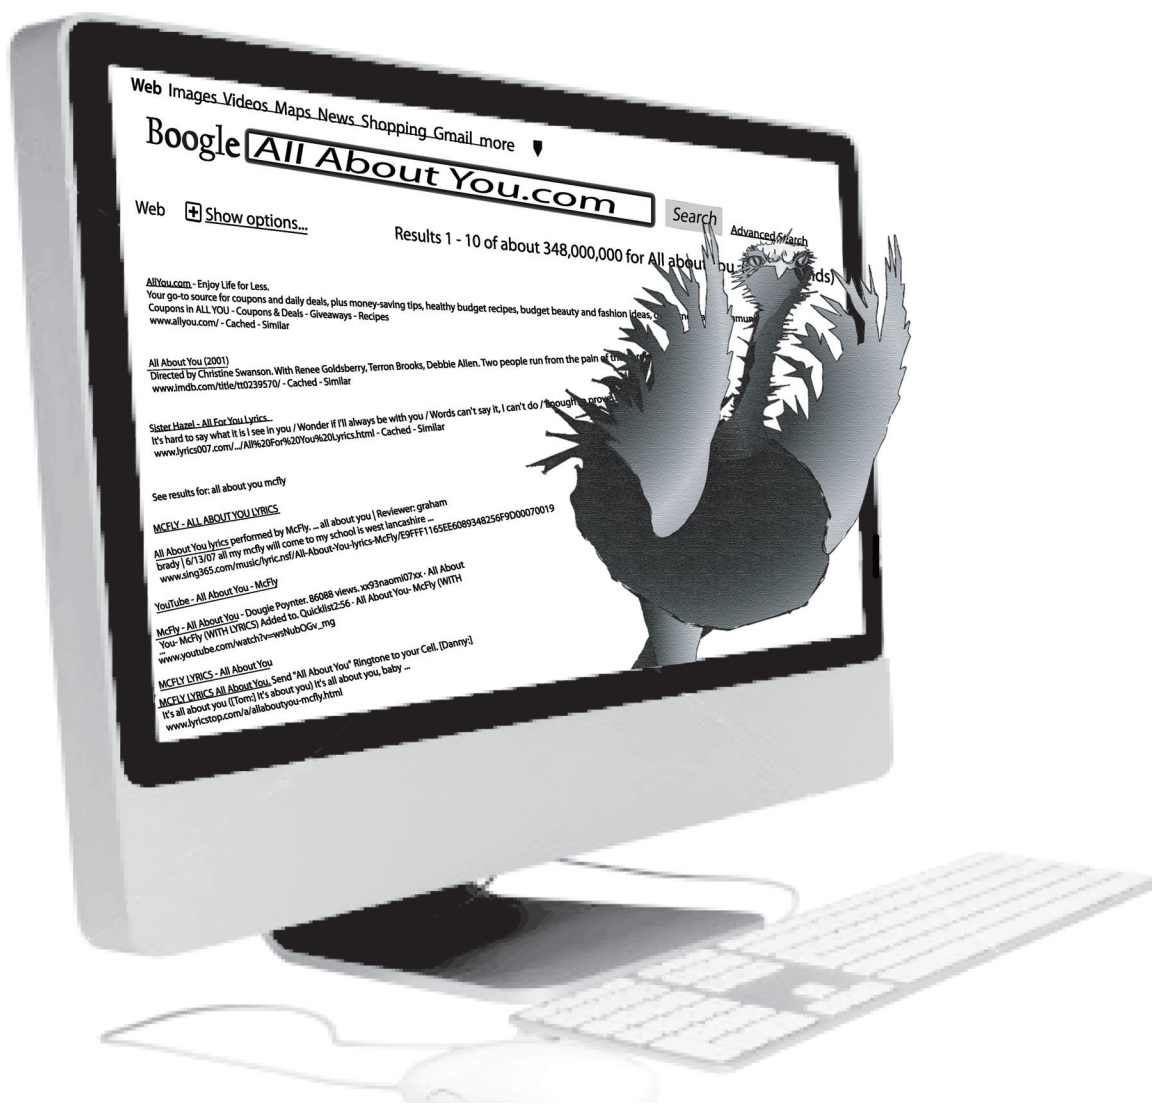 Web Images Videos Maps News Shopping Gmail more
Boogle All About You.com Search Advanced Search
Web + Show options...
Results 1 - 10 of about 348,000,000 for All about
AllYou.com - Enjoy Life for Less.
Your go-to source for coupons and daily deals, plus money-saving tips, healthy budget recipes, budget beauty and fashion ideas,
Coupons in ALL YOU - Coupons & Deals - Giveaways - Recipes
www.allyou.com/ - Cached - Similar
All About You (2001)
Directed by Christine Swanson. With Renee Goldsberry, Terron Brooks, Debbie Allen. Two people run from the pain of
www.imdb.com/title/tt0239570/ - Cached - Similar
Sister Hazel - All For You Lyrics
It's hard to say what it is i see in you / Wonder if I'll always be with you / Words can't say it, I can't do / Enough
www.lyrics007.com/.../All%20For%20You%20Lyrics.html - Cached - Similar
See results for: all about you mcfly
MCFLY - ALL ABOUT YOU LYRICS
All About You lyrics performed by McFly. ... all about you | Reviewer: graham
brady | 6/13/07 all my mcfly will come to my school is west lancashire ...
www.sing365.com/music/lyric.nsf/All-About-You-lyrics-McFly/E9FFF1165EE6089348256F9D00070019
YouTube - All About You - McFly
McFly - All About You - Dougie Poynter. 86088 views. xx93naomi07xx · All About
You- McFly (WITH LYRICS) Added to. Quicklist2:56 · All About You- McFly (WITH
...
www.youtube.com/watch?v=wsNubOGv_mg
MCFLY LYRICS - All About You
MCFLY LYRICS All About You. Send "All About You" Ringtone to your Cell. [Danny:]
It's all about you ([Tom:] It's about you) It's all about you, baby ...
www.lyricstop.com/a/allaboutyou-mcfly.html